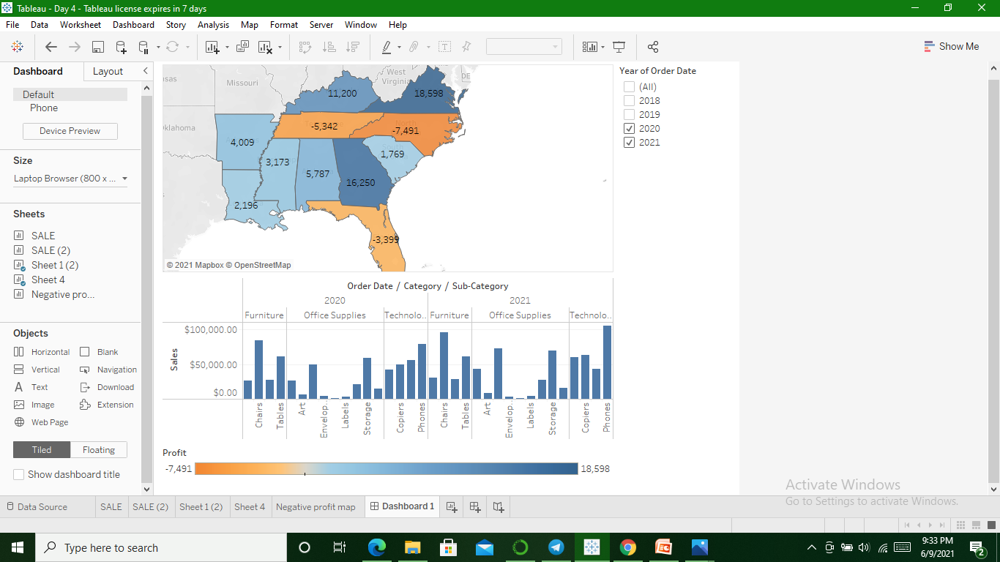 Tableau - Day 4 - Tableau license expires in 7 days
File Data Worksheet Dashboard Story Analysis Map Format Server Window Help
Show Me
Dashboard Layout
Default
Phone
Device Preview
Size
Laptop Browser (800 x ...
Sheets
SALE
SALE (2)
Sheet 1 (2)
Sheet 4
Negative pro...
Objects
Horizontal Blank
Vertical Navigation
Text Download
Image Extension
Web Page
Tiled Floating
Show dashboard title
Missouri
West
Virginia
DE
klahoma
11,200
18,598
-5,342
-7,491
4,009
3,173
1,769
5,787
16,250
2,196
-3,399
© 2021 Mapbox © OpenStreetMap
Year of Order Date
(All)
2018
2019
2020
2021
Order Date / Category / Sub-Category
2020 2021
Furniture Office Supplies Technolo.. Furniture Office Supplies Technolo..
Sales
$100,000.00
$50,000.00
$0.00
Chairs Tables Art Envelop.. Labels Storage Copiers Phones Chairs Tables Art Envelop.. Labels Storage Copiers Phones
Profit
-7,491 18,598
Activate Windows
Go to Settings to activate Windows.
Data Source SALE SALE (2) Sheet 1 (2) Sheet 4 Negative profit map Dashboard 1
Type here to search
9:33 PM
6/9/2021
2